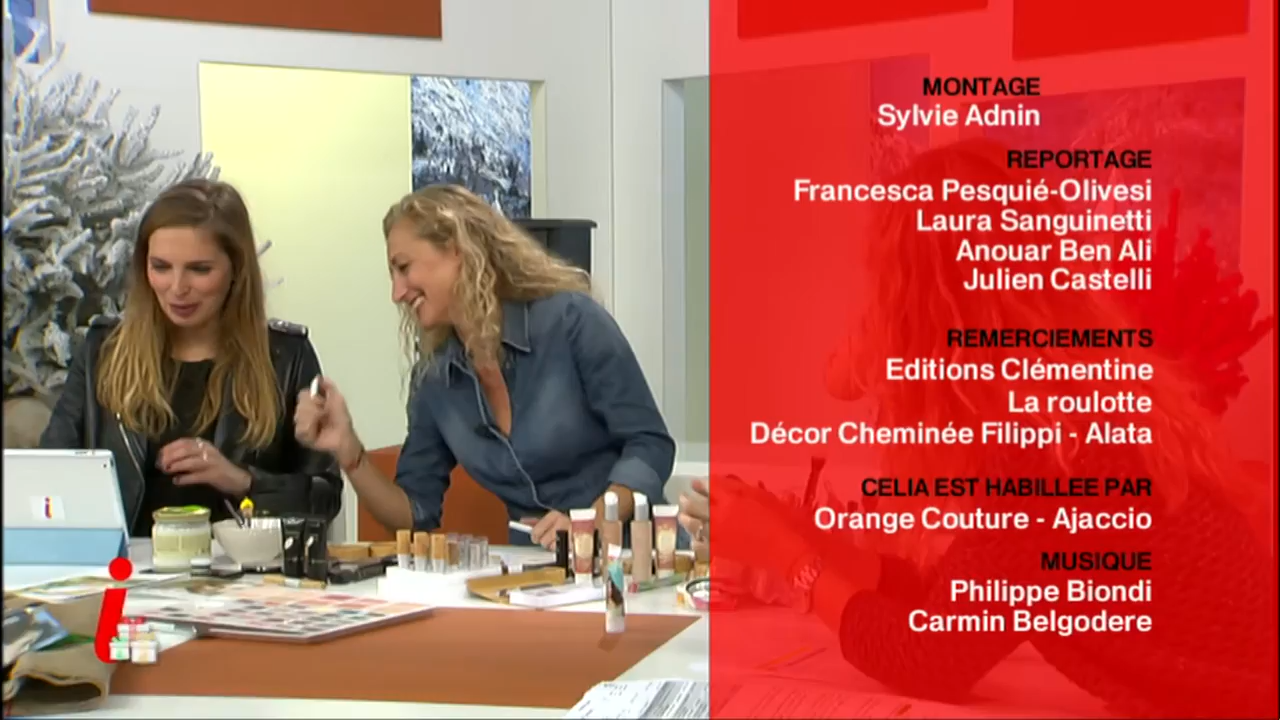 MONTAGE
Sylvie Adnin
REPORTAGE
Francesca Pesquié-Olivesi
Laura Sanguinetti
Anouar Ben Ali
Julien Castelli
REMERCIEMENTS
Editions Clémentine
La roulotte
Décor Cheminée Filippi - Alata
CELIA EST HABILLEE PAR
Orange Couture - Ajaccio
MUSIQUE
Philippe Biondi
Carmin Belgodere
i
i